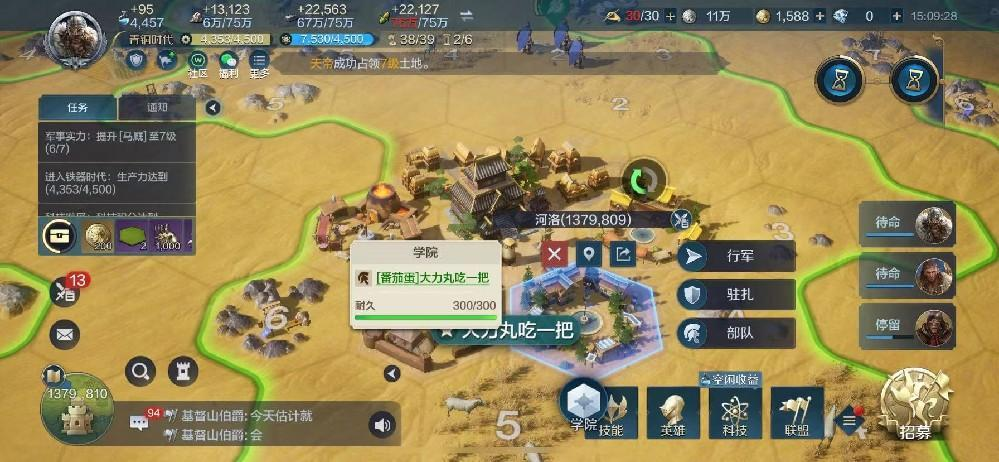 +95
4,457
+13,123
6万/75万
+22,563
67万/75万
+22,127
75万/75万
30/30
11万
1,588
0
15:09:28
青铜时代
4,353/4,500
7,530/4,500
38/39
2/6
社区
福利
更多
天帝成功占领7级土地。
任务
通知
军事实力：提升[马厩]至7级
(6/7)
进入铁器时代：生产力达到
(4,353/4,500)
200
2
1,000
5
2
3
6
5
河洛(1379,809)
学院
[番茄蛋]大力丸吃一把
耐久
300/300
大力丸吃一把
行军
驻扎
部队
待命
待命
停留
13
1379
810
94
基督山伯爵：今天估计就
基督山伯爵：会
空闲收益
学院
技能
英雄
科技
联盟
招募